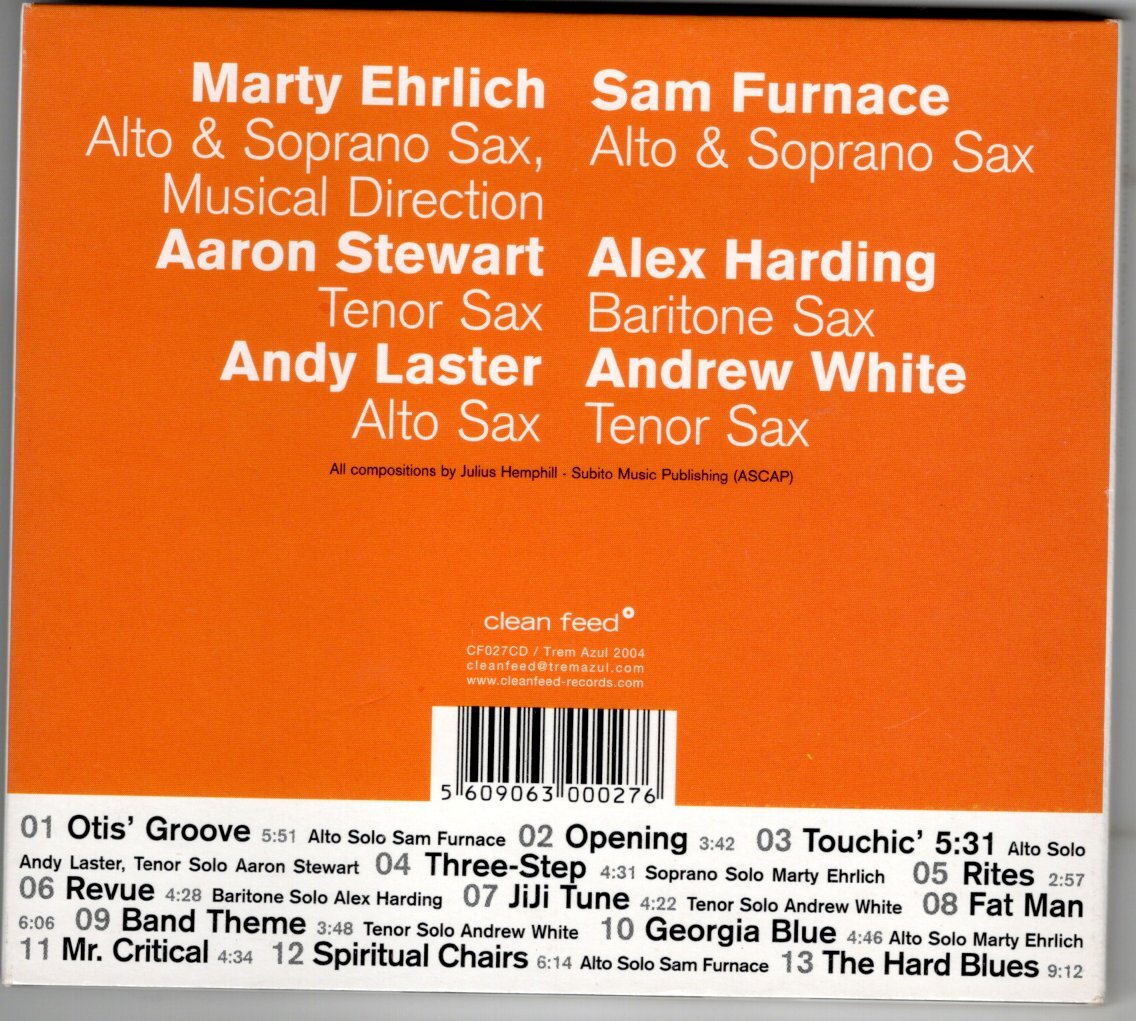 Marty Ehrlich
Alto & Soprano Sax,
Musical Direction
Sam Furnace
Alto & Soprano Sax
Aaron Stewart
Tenor Sax
Alex Harding
Baritone Sax
Andy Laster
Alto Sax
Andrew White
Tenor Sax
All compositions by Julius Hemphill - Subito Music Publishing (ASCAP)
clean feed
CF027CD / Trem Azul 2004
cleanfeed@tremazul.com
www.cleanfeed-records.com
5 609063 000276
01 Otis' Groove 5:51 Alto Solo Sam Furnace 02 Opening 3:42 03 Touchic' 5:31 Alto Solo
Andy Laster, Tenor Solo Aaron Stewart 04 Three-Step 4:31 Soprano Solo Marty Ehrlich 05 Rites 2:57
06 Revue 4:28 Baritone Solo Alex Harding 07 JiJi Tune 4:22 Tenor Solo Andrew White 08 Fat Man
6:06 09 Band Theme 3:48 Tenor Solo Andrew White 10 Georgia Blue 4:46 Alto Solo Marty Ehrlich
11 Mr. Critical 4:34 12 Spiritual Chairs 6:14 Alto Solo Sam Furnace 13 The Hard Blues 9:12